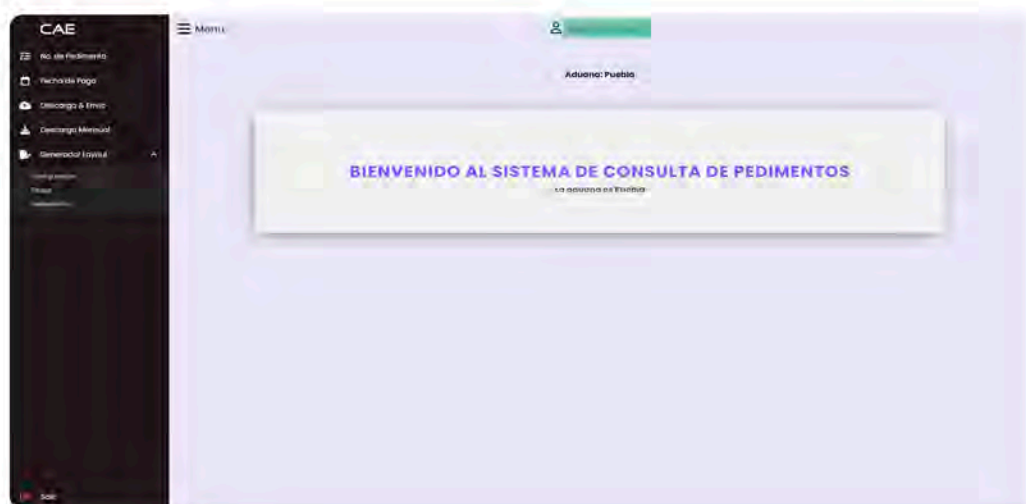 CAE
Menu
No. de Pedimento
Fecha de Pago
Descarga & Envio
Descarga Mensual
Generador Layout
Salir
Aduana: Puebla
BIENVENIDO AL SISTEMA DE CONSULTA DE PEDIMENTOS
La aduana es Puebla